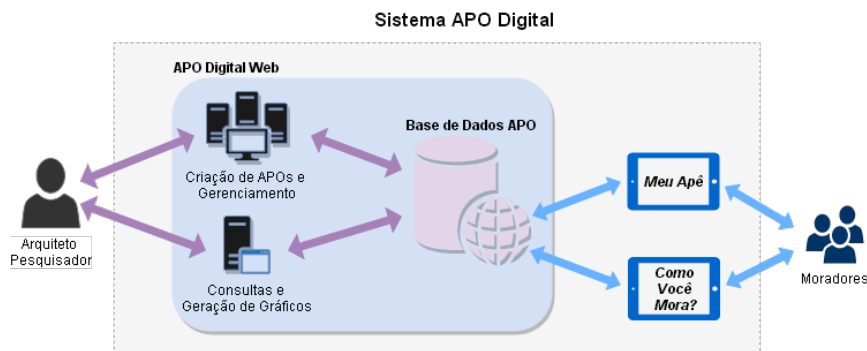 Sistema APO Digital
APO Digital Web
Base de Dados APO
Criação de APOs e
Gerenciamento
Meu Apê
Arquiteto
Pesquisador
Consultas e
Geração de Gráficos
Como
Você
Mora?
Moradores